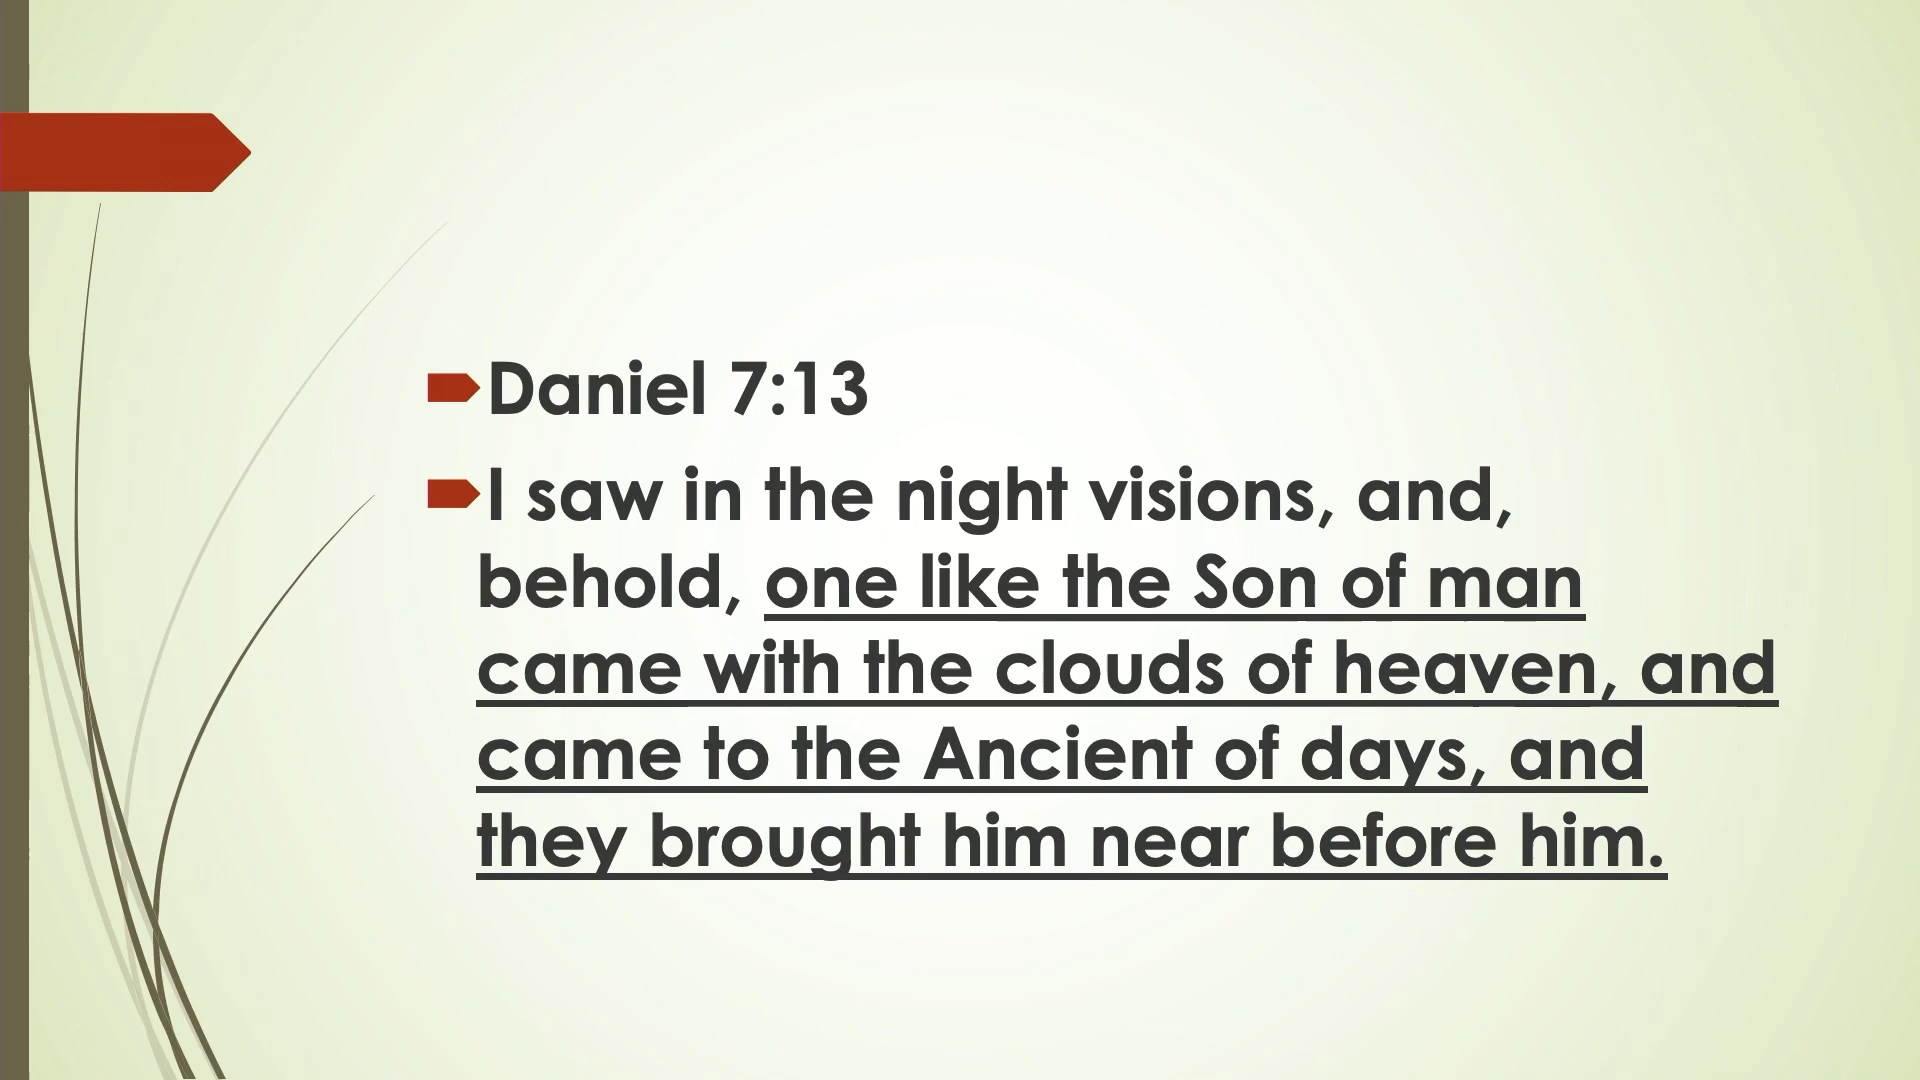 Daniel 7:13
I saw in the night visions, and,
behold, one like the Son of man
came with the clouds of heaven, and
came to the Ancient of days, and
they brought him near before him.